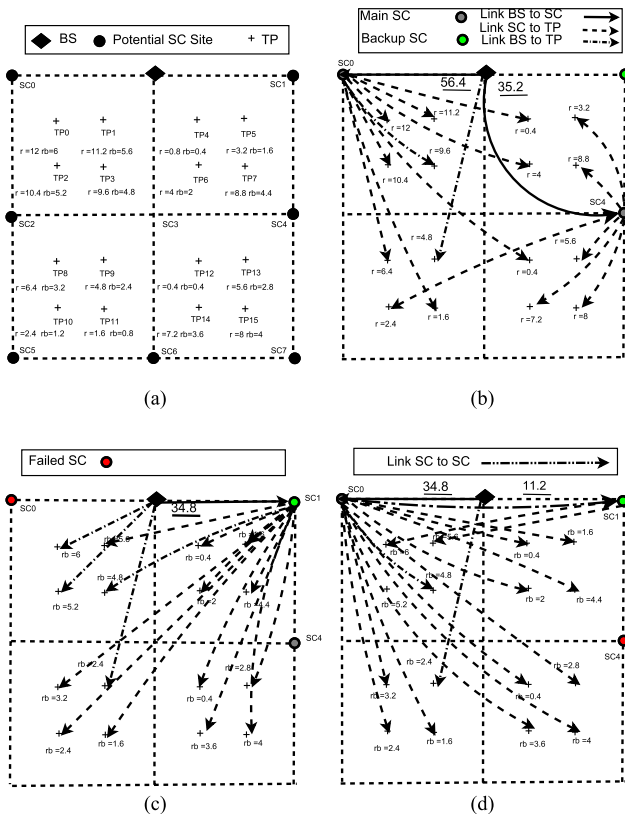 BS Potential SC Site TP
SC0 SC1
TP0 TP1 TP4 TP5
r =12 rb=6 r =11.2 rb=5.6 r =0.8 rb=0.4 r =3.2 rb=1.6
TP2 TP3 TP6 TP7
r =10.4 rb=5.2 r =9.6 rb=4.8 r =4 rb=2 r =8.8 rb=4.4
SC2 SC3 SC4
TP8 TP9 TP12 TP13
r =6.4 rb=3.2 r =4.8 rb=2.4 r =0.4 rb=0.4 r =5.6 rb=2.8
TP10 TP11 TP14 TP15
r =2.4 rb=1.2 r =1.6 rb=0.8 r =7.2 rb=3.6 r =8 rb=4
SC5 SC6 SC7
(a)
Main SC Link BS to SC
Link SC to TP
Backup SC Link BS to TP
SC0
56.4 35.2
r =12 r =11.2 r =0.4 r =3.2
r =10.4 r =9.6 r =4 r =8.8
SC4
r =6.4 r =4.8 r =0.4 r =5.6
r =2.4 r =1.6 r =7.2 r =8
(b)
Failed SC
SC0 34.8 SC1
rb =6 rb =0.4
rb =5.2 rb =4.8 rb =2 rb =4.4
SC4
rb =3.2 rb =2.4 rb =0.4 rb =2.8
rb =2.4 rb =1.6 rb =3.6 rb =4
(c)
Link SC to SC
SC0 34.8 11.2 SC1
rb =6 rb =0.4 rb =1.6
rb =5.2 rb =4.8 rb =2 rb =4.4
SC4
rb =3.2 rb =2.4 rb =0.4 rb =2.8
rb =2.4 rb =1.6 rb =3.6 rb =4
(d)